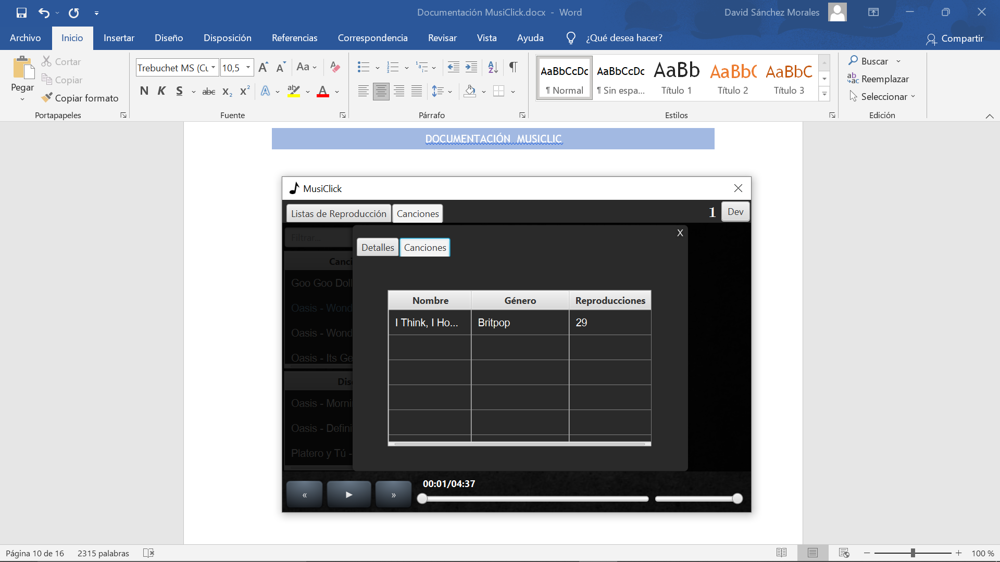 Documentación MusiClick.docx - Word
David Sánchez Morales
Archivo Inicio Insertar Diseño Disposición Referencias Correspondencia Revisar Vista Ayuda ¿Qué desea hacer? Compartir
Pegar
Cortar
Copiar
Copiar formato
Portapapeles
Trebuchet MS (Cu 10,5
Aa
N K S abc x₂ x²
A aby A
Fuente
Párrafo
AaBbCcDc AaBbCcDc AaBb AaBbC AaBbC
¶ Normal ¶ Sin espa... Título 1 Título 2 Título 3
Estilos
Buscar
Reemplazar
Seleccionar
Edición
DOCUMENTACIÓN MUSICLIC
MusiClick
Listas de Reproducción Canciones 1 Dev
Filtrar...
X
Detalles Canciones
Canci
Goo Goo Doll
Oasis - Wond
Oasis - Wond
Oasis - Its Ge
Dis
Oasis - Morni
Oasis - Defini
Platero y Tú -
Nombre Género Reproducciones
I Think, I Ho... Britpop 29
00:01/04:37
« »
Página 10 de 16 2315 palabras 100 %